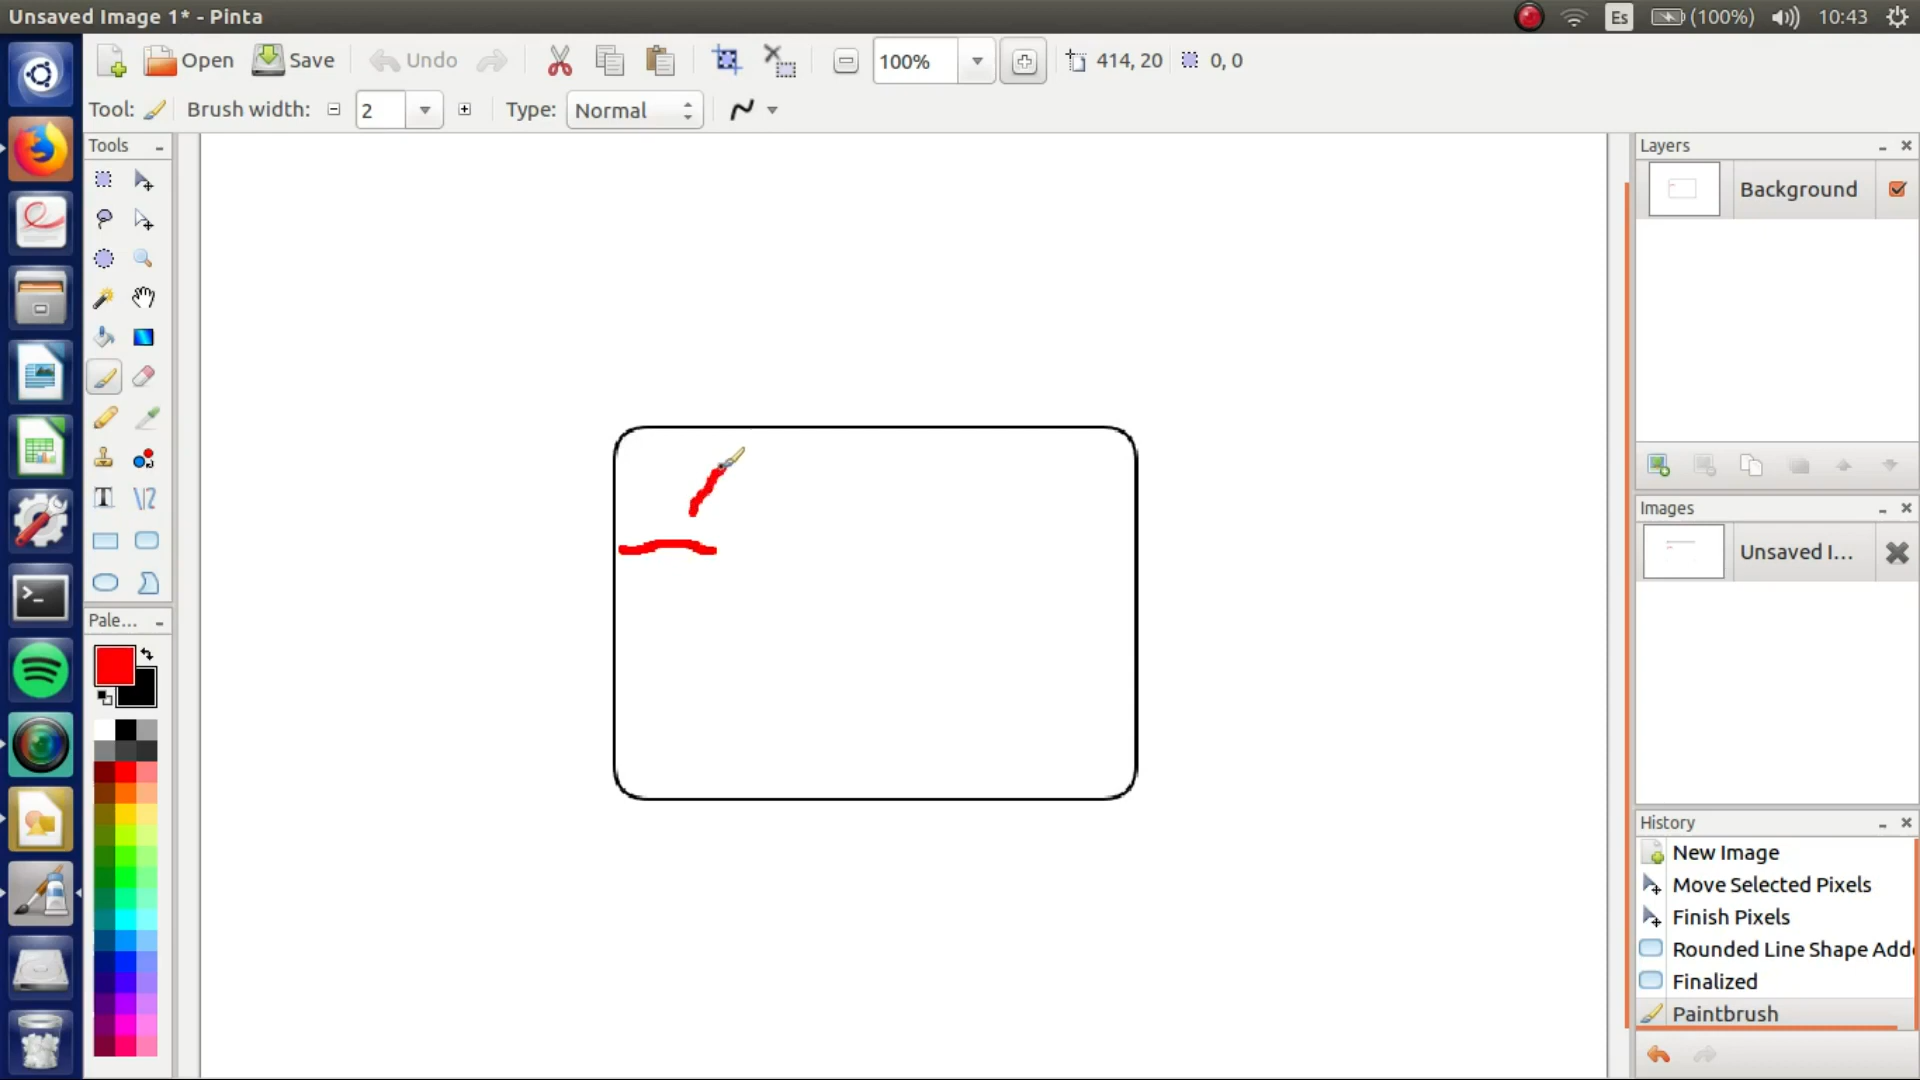 Unsaved Image 1* - Pinta
Es
(100%)
10:43
Open
Save
Undo
100%
414, 20
0, 0
Tool:
Brush width:
2
Type:
Normal
Tools
Layers
Background
Images
Unsaved I...
Pale...
History
New Image
Move Selected Pixels
Finish Pixels
Rounded Line Shape Adde
Finalized
Paintbrush